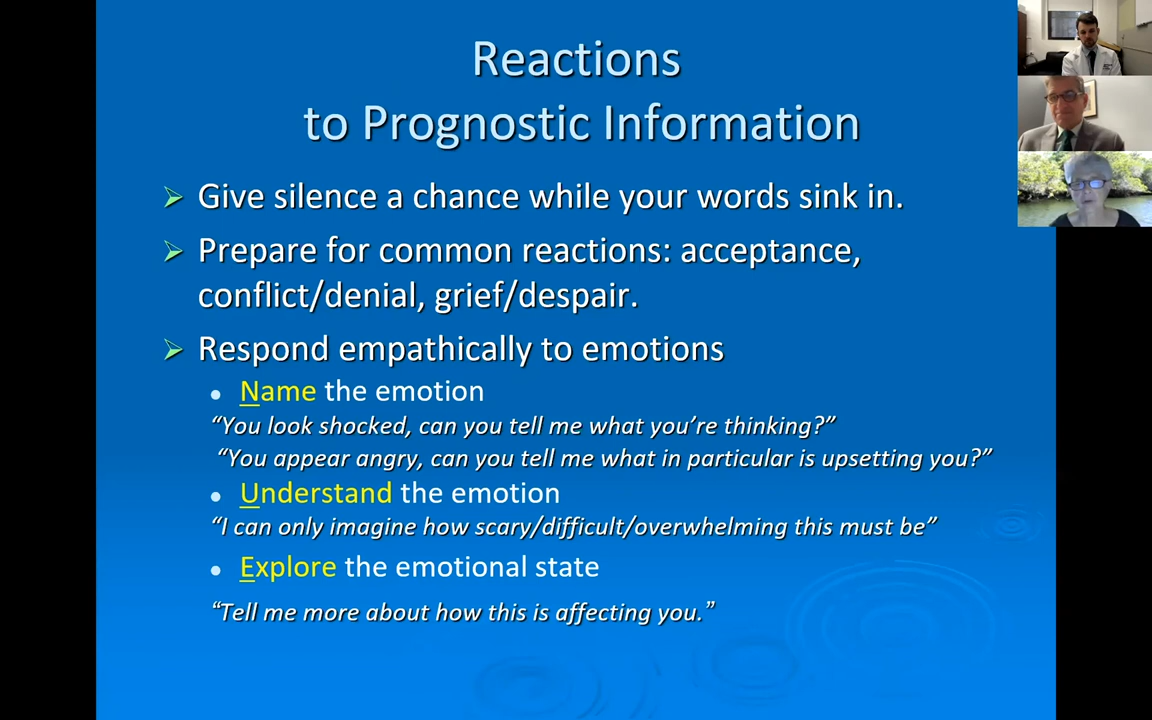 Reactions
to Prognostic Information
Give silence a chance while your words sink in.
Prepare for common reactions: acceptance,
conflict/denial, grief/despair.
Respond empathically to emotions
Name the emotion
“You look shocked, can you tell me what you’re thinking?”
“You appear angry, can you tell me what in particular is upsetting you?”
Understand the emotion
“I can only imagine how scary/difficult/overwhelming this must be”
Explore the emotional state
“Tell me more about how this is affecting you.”